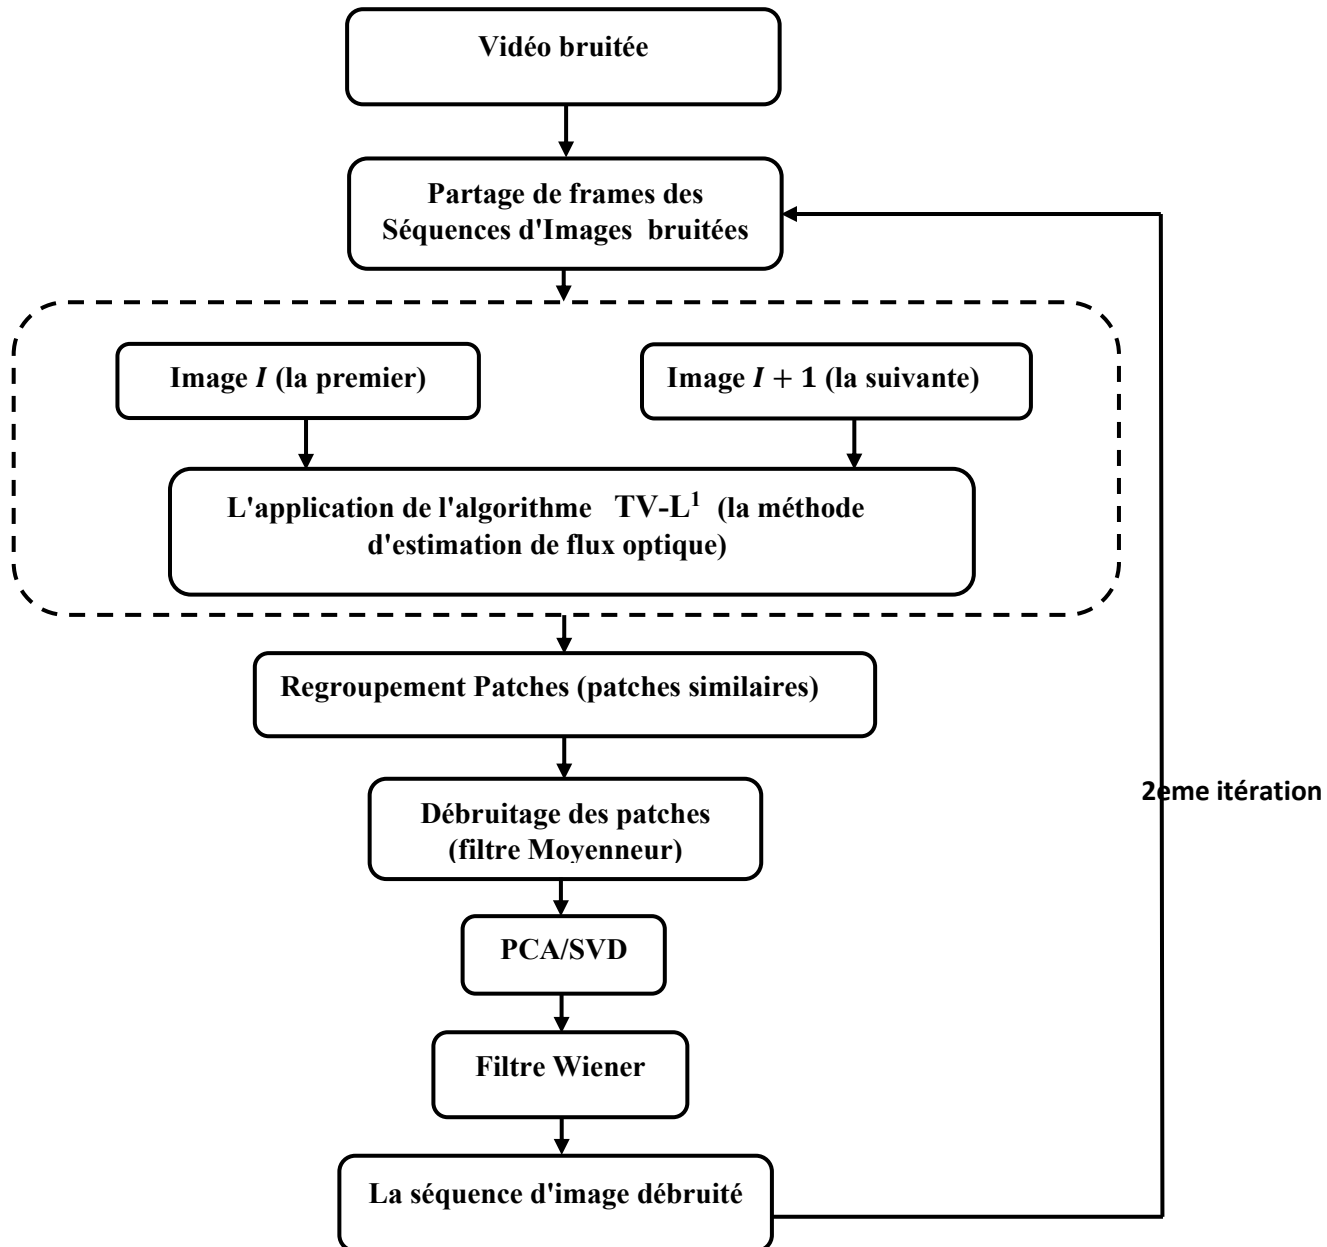 Vidéo bruitée
Partage de frames des
Séquences d'Images bruitées
Image I (la premier)
Image I + 1 (la suivante)
L'application de l'algorithme TV-L¹ (la méthode
d'estimation de flux optique)
Regroupement Patches (patches similaires)
Débruitage des patches
(filtre Moyenneur)
2eme itération
PCA/SVD
Filtre Wiener
La séquence d'image débruité